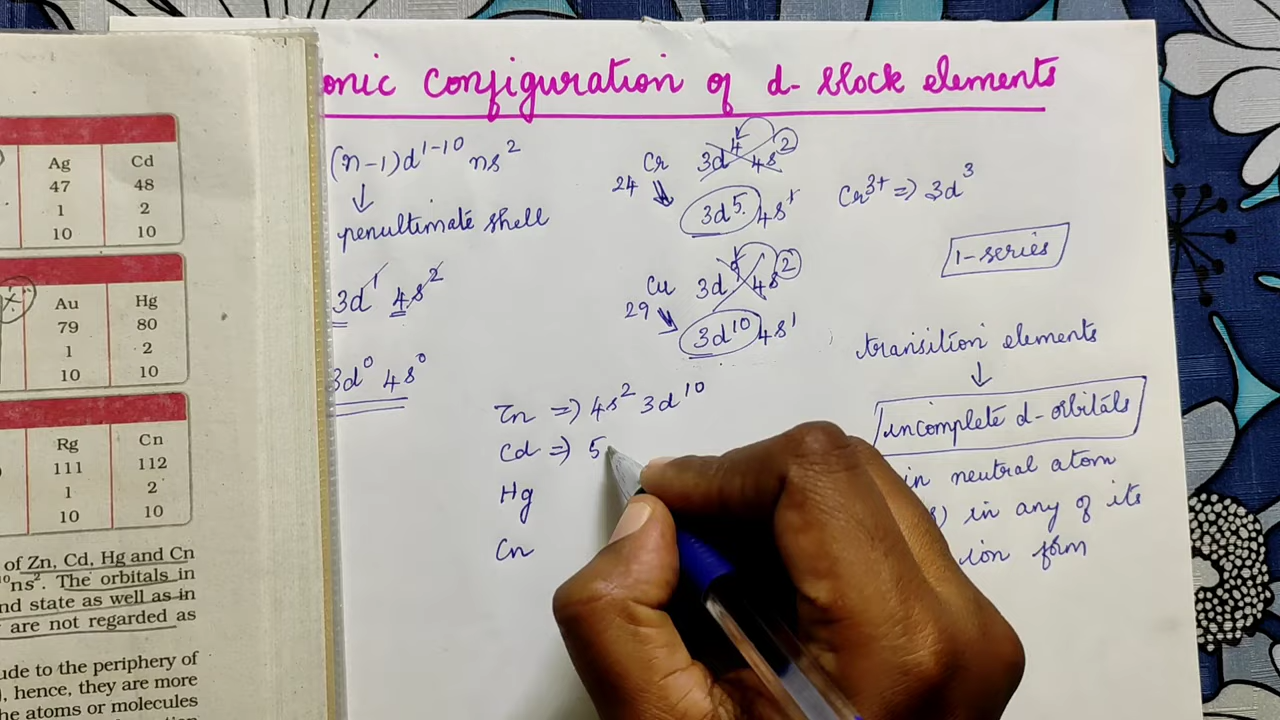 onic Configuration of d- block elements
(n-1)d¹⁻¹⁰ ns²
↓
penultimate shell
3d¹ 4s²
3d⁰ 4s⁰
Cr 3d⁴ 4s²
24
3d⁵ 4s¹
Cr³⁺ => 3d³
1-series
Cu 3d⁹ 4s²
29
3d¹⁰ 4s¹
transition elements
↓
incomplete d-orbitals
in neutral atom
in any of its
ion form
Zn => 4s² 3d¹⁰
Cd => 5
Hg
Cn
Ag Cd
47 48
1 2
10 10
Au Hg
79 80
1 2
10 10
Rg Cn
111 112
1 2
10 10
of Zn, Cd, Hg and Cn
¹⁰ns². The orbitals in
nd state as well as in
are not regarded as
ude to the periphery of
), hence, they are more
he atoms or molecules